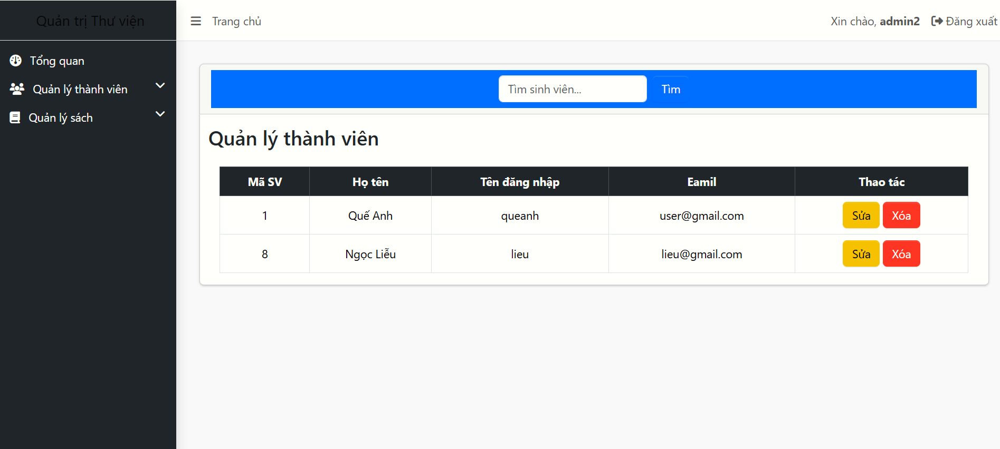 Quản trị Thư viện
Trang chủ
Xin chào, admin2 Đăng xuất
Tổng quan
Quản lý thành viên
Quản lý sách
Tìm sinh viên... Tìm
Quản lý thành viên
Mã SV Họ tên Tên đăng nhập Eamil Thao tác
1 Quế Anh queanh user@gmail.com Sửa Xóa
8 Ngọc Liễu lieu lieu@gmail.com Sửa Xóa